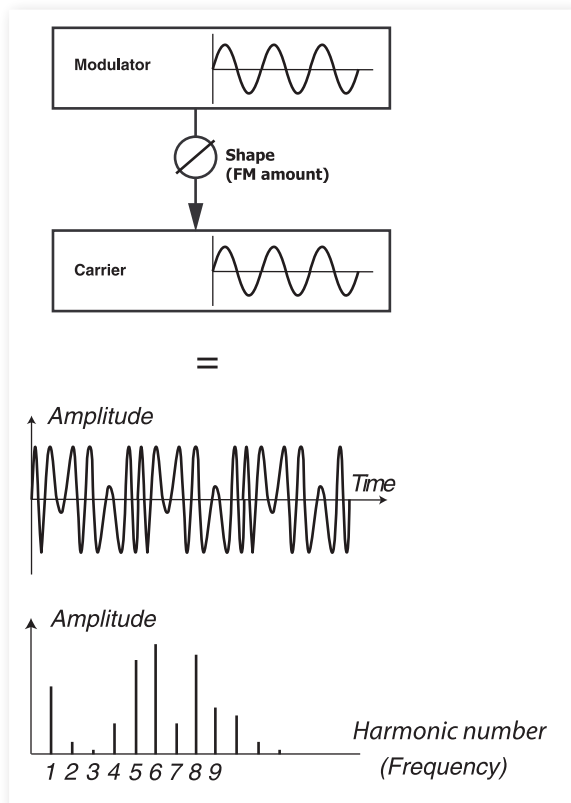 Modulator
Shape
(FM amount)
Carrier
=
Amplitude
Time
Amplitude
Harmonic number
1 2 3 4 5 6 7 8 9
(Frequency)